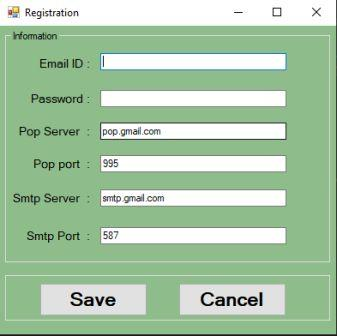 Registration
Information
Email ID :
Password :
Pop Server : pop.gmail.com
Pop port : 995
Smtp Server : smtp.gmail.com
Smtp Port : 587
Save Cancel